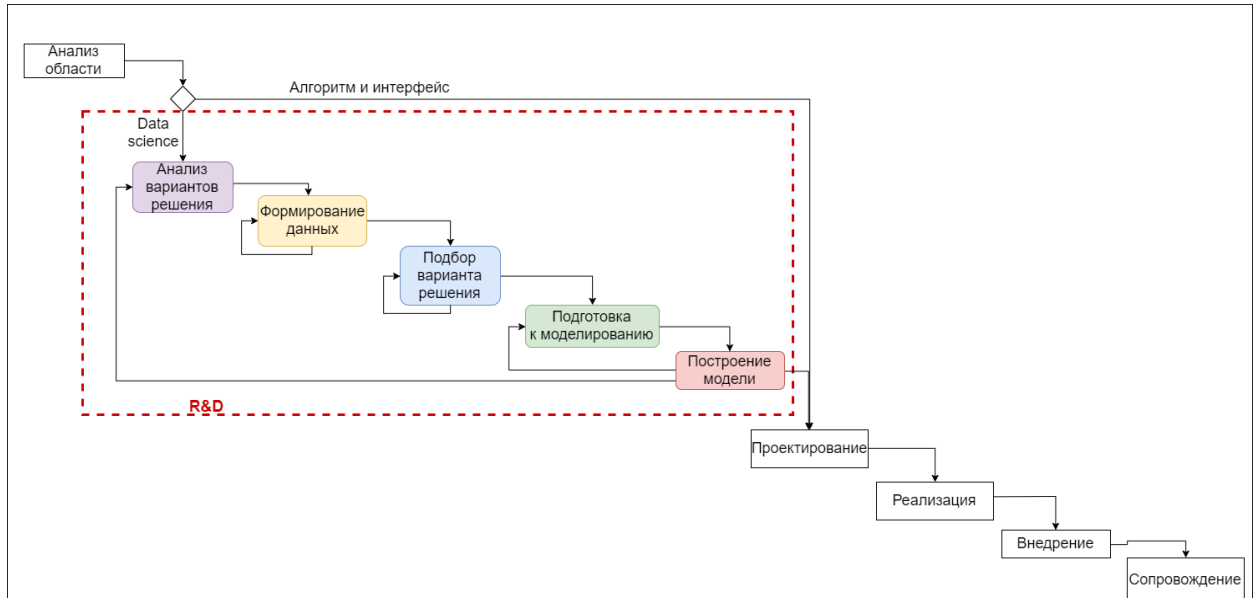 Анализ
области
Алгоритм и интерфейс
Data
science
Анализ
вариантов
решения
Формирование
данных
Подбор
варианта
решения
Подготовка
к моделированию
Построение
модели
R&D
Проектирование
Реализация
Внедрение
Сопровождение